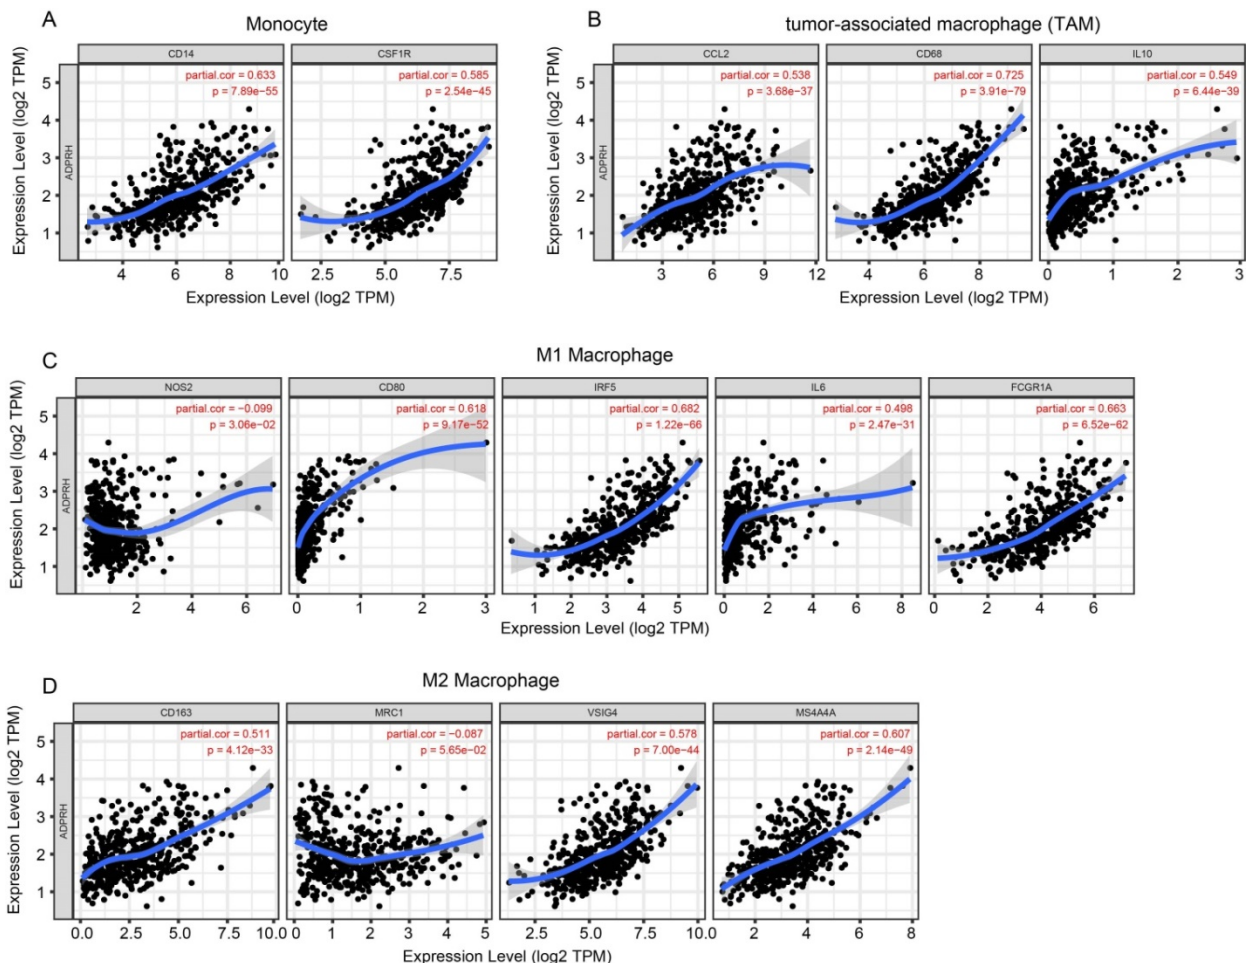 A
Monocyte
CD14
CSF1R
Expression Level (log2 TPM)
ADPRH
5
4
3
2
1
partial.cor = 0.633
p = 7.89e−55
partial.cor = 0.585
p = 2.54e−45
4 6 8 10
2.5 5.0 7.5
Expression Level (log2 TPM)
B
tumor-associated macrophage (TAM)
CCL2
CD68
IL10
Expression Level (log2 TPM)
ADPRH
5
4
3
2
1
partial.cor = 0.538
p = 3.68e−37
partial.cor = 0.725
p = 3.91e−79
partial.cor = 0.549
p = 6.44e−39
3 6 9 12
4 6 8
0 1 2 3
Expression Level (log2 TPM)
C
M1 Macrophage
NOS2
CD80
IRF5
IL6
FCGR1A
Expression Level (log2 TPM)
ADPRH
5
4
3
2
1
partial.cor = −0.099
p = 3.06e−02
partial.cor = 0.618
p = 9.17e−52
partial.cor = 0.682
p = 1.22e−66
partial.cor = 0.498
p = 2.47e−31
partial.cor = 0.663
p = 6.52e−62
2 4 6
0 1 2 3
1 2 3 4 5
0 2 4 6 8
0 2 4 6
Expression Level (log2 TPM)
D
M2 Macrophage
CD163
MRC1
VSIG4
MS4A4A
Expression Level (log2 TPM)
ADPRH
5
4
3
2
1
partial.cor = 0.511
p = 4.12e−33
partial.cor = −0.087
p = 5.65e−02
partial.cor = 0.578
p = 7.00e−44
partial.cor = 0.607
p = 2.14e−49
0.0 2.5 5.0 7.5 10.0
0 1 2 3 4 5
2.5 5.0 7.5 10.0
2 4 6 8
Expression Level (log2 TPM)